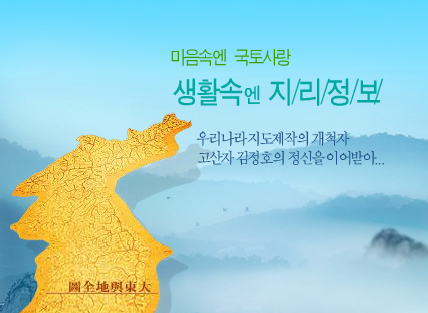 마음속엔 국토사랑
생활속엔 지/리/정/보/
우리나라 지도제작의 개척자
고산자 김정호의 정신을 이어받아...
圖全地輿東大